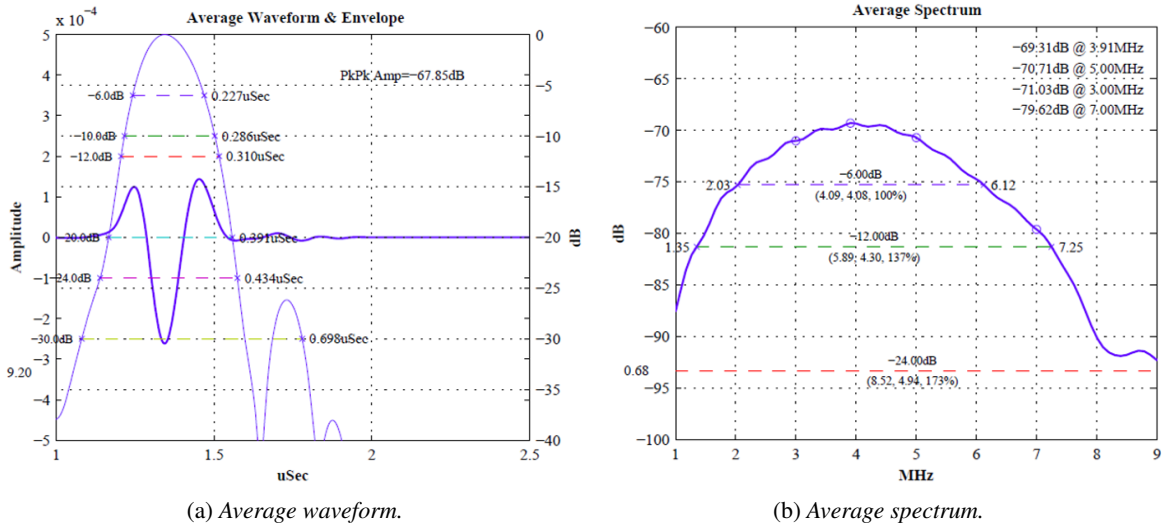 Average Waveform & Envelope
x 10⁻⁴
5
4
3
2
1
0
−1
−2
−3
−4
−5
Amplitude
9.20
0
−5
−10
−15
−20
−25
−30
−35
−40
dB
PkPk Amp=−67.85dB
−6.0dB 0.227uSec
−10.0dB 0.286uSec
−12.0dB 0.310uSec
−20.0dB 0.391uSec
−24.0dB 0.434uSec
−30.0dB 0.698uSec
1 1.5 2 2.5
uSec
(a) Average waveform.
Average Spectrum
−60
−65
−70
−75
−80
−85
−90
−95
−100
dB
0.68
−69.31dB @ 3.91MHz
−70.71dB @ 5.00MHz
−71.03dB @ 3.00MHz
−79.62dB @ 7.00MHz
−6.00dB
2.03 6.12
(4.09, 4.08, 100%)
−12.00dB
1.35 7.25
(5.89, 4.30, 137%)
−24.00dB
(8.52, 4.94, 173%)
1 2 3 4 5 6 7 8 9
MHz
(b) Average spectrum.